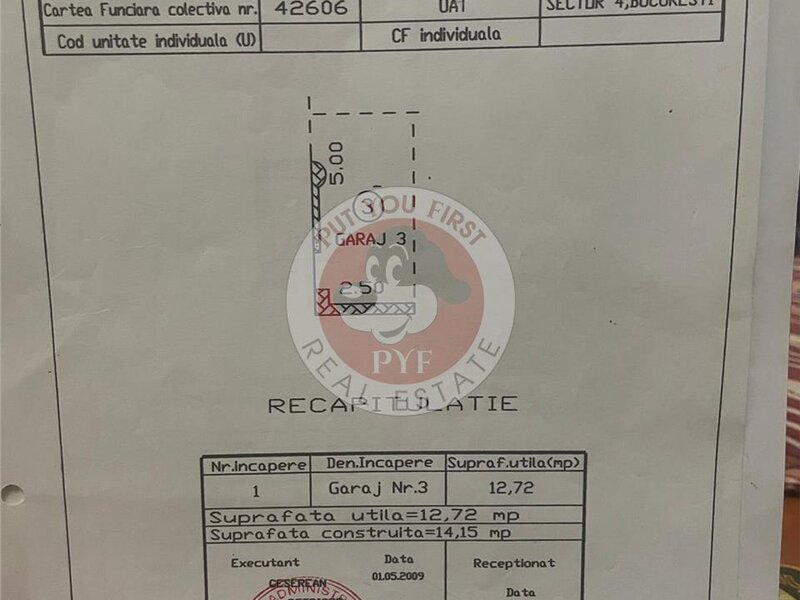 Cartea Funciara colectiva nr. 42606 UAT SECTOR 4,BUCURESTI
Cod unitate individuala (U) CF individuala
5.00
3
GARAJ 3
2.50
PUT YOU FIRST
PYF
REAL ESTATE
RECAPITULATIE
Nr.incapere Den.Incapere Supraf.utila(mp)
1 Garaj Nr.3 12,72
Suprafata utila=12,72 mp
Suprafata construita=14,15 mp
Executant Data Receptionat
CESEREAN 01.05.2009
Data